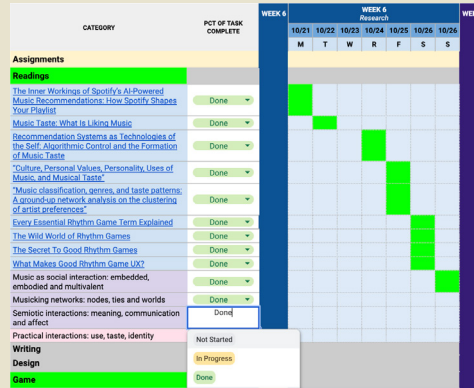 CATEGORY
PCT OF TASK
COMPLETE
WEEK 6
WEEK 6
Research
WE
10/21 10/22 10/23 10/24 10/25 10/26 10/26
M T W R F S S
Assignments
Readings
The Inner Workings of Spotify's AI-Powered
Music Recommendations: How Spotify Shapes
Your Playlist
Done
Music Taste: What Is Liking Music
Done
Recommendation Systems as Technologies of
the Self: Algorithmic Control and the Formation
of Music Taste
Done
"Culture, Personal Values, Personality, Uses of
Music, and Musical Taste"
Done
"Music classification, genres, and taste patterns:
A ground-up network analysis on the clustering
of artist preferences"
Done
Every Essential Rhythm Game Term Explained
Done
The Wild World of Rhythm Games
Done
The Secret To Good Rhythm Games
Done
What Makes Good Rhythm Game UX?
Done
Music as social interaction: embedded,
embodied and multivalent
Done
Musicking networks: nodes, ties and worlds
Done
Semiotic interactions: meaning, communication
and affect
Done
Practical interactions: use, taste, identity
Not Started
Writing
In Progress
Design
Done
Game